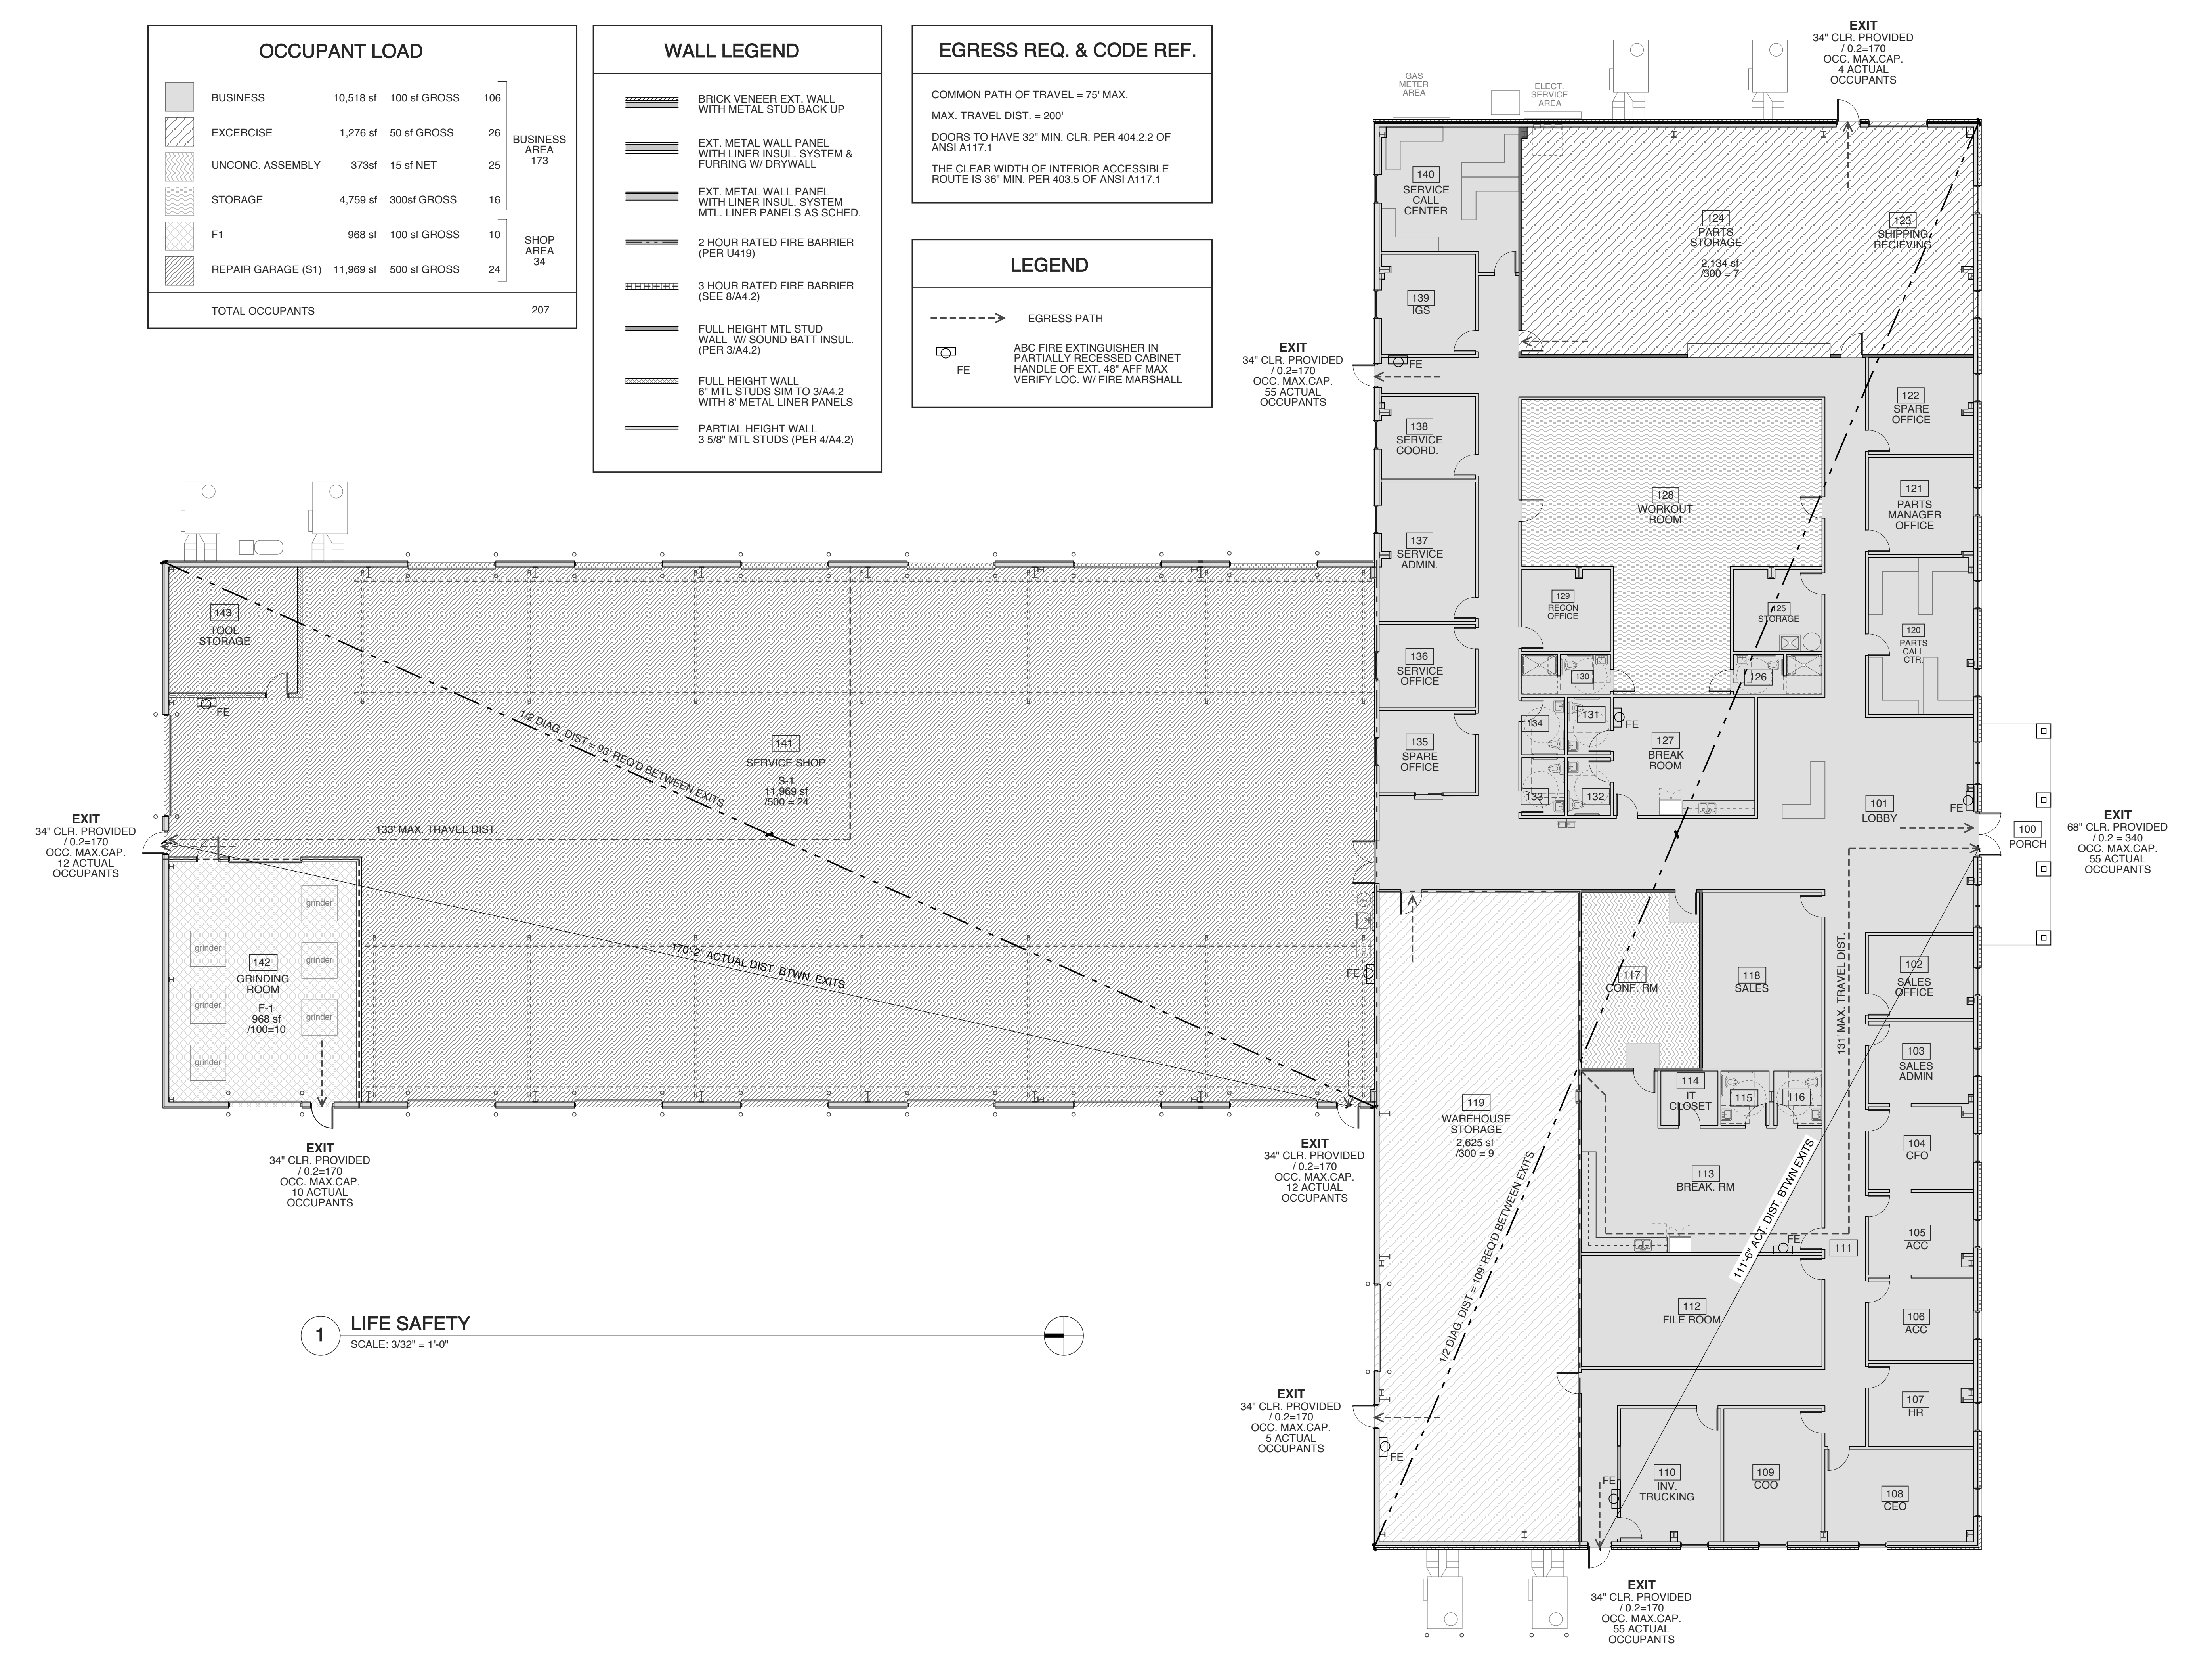 OCCUPANT LOAD
BUSINESS 10,518 sf 100 sf GROSS 106
EXCERCISE 1,276 sf 50 sf GROSS 26
UNCONC. ASSEMBLY 373sf 15 sf NET 25
STORAGE 4,759 sf 300sf GROSS 16
BUSINESS
AREA
173
F1 968 sf 100 sf GROSS 10
REPAIR GARAGE (S1) 11,969 sf 500 sf GROSS 24
SHOP
AREA
34
TOTAL OCCUPANTS 207
WALL LEGEND
BRICK VENEER EXT. WALL
WITH METAL STUD BACK UP
EXT. METAL WALL PANEL
WITH LINER INSUL. SYSTEM &
FURRING W/ DRYWALL
EXT. METAL WALL PANEL
WITH LINER INSUL. SYSTEM
MTL. LINER PANELS AS SCHED.
2 HOUR RATED FIRE BARRIER
(PER U419)
3 HOUR RATED FIRE BARRIER
(SEE 8/A4.2)
FULL HEIGHT MTL STUD
WALL W/ SOUND BATT INSUL.
(PER 3/A4.2)
FULL HEIGHT WALL
6" MTL STUDS SIM TO 3/A4.2
WITH 8' METAL LINER PANELS
PARTIAL HEIGHT WALL
3 5/8" MTL STUDS (PER 4/A4.2)
EGRESS REQ. & CODE REF.
COMMON PATH OF TRAVEL = 75' MAX.
MAX. TRAVEL DIST. = 200'
DOORS TO HAVE 32" MIN. CLR. PER 404.2.2 OF
ANSI A117.1
THE CLEAR WIDTH OF INTERIOR ACCESSIBLE
ROUTE IS 36" MIN. PER 403.5 OF ANSI A117.1
LEGEND
EGRESS PATH
FE
ABC FIRE EXTINGUISHER IN
PARTIALLY RECESSED CABINET
HANDLE OF EXT. 48" AFF MAX
VERIFY LOC. W/ FIRE MARSHALL
GAS
METER
AREA
ELECT.
SERVICE
AREA
EXIT
34" CLR. PROVIDED
/ 0.2=170
OCC. MAX.CAP.
4 ACTUAL
OCCUPANTS
140
SERVICE
CALL
CENTER
124
PARTS
STORAGE
2,134 sf
/300 = 7
123
SHIPPING/
RECIEVING
139
IGS
EXIT
34" CLR. PROVIDED
/ 0.2=170
OCC. MAX.CAP.
55 ACTUAL
OCCUPANTS
FE
138
SERVICE
COORD.
122
SPARE
OFFICE
128
WORKOUT
ROOM
121
PARTS
MANAGER
OFFICE
137
SERVICE
ADMIN.
129
RECON
OFFICE
125
STORAGE
120
PARTS
CALL
CTR.
136
SERVICE
OFFICE
130
126
134
131
FE
135
SPARE
OFFICE
127
BREAK
ROOM
133
132
101
LOBBY
FE
100
PORCH
EXIT
68" CLR. PROVIDED
/ 0.2 = 340
OCC. MAX.CAP.
55 ACTUAL
OCCUPANTS
143
TOOL
STORAGE
FE
1/2 DIAG. DIST = 93' REQ'D BETWEEN EXITS
141
SERVICE SHOP
S-1
11,969 sf
/500 = 24
133' MAX. TRAVEL DIST.
EXIT
34" CLR. PROVIDED
/ 0.2=170
OCC. MAX.CAP.
12 ACTUAL
OCCUPANTS
grinder
grinder
grinder
grinder
grinder
grinder
142
GRINDING
ROOM
F-1
968 sf
/100=10
170'-2" ACTUAL DIST. BTWN. EXITS
FE
EXIT
34" CLR. PROVIDED
/ 0.2=170
OCC. MAX.CAP.
10 ACTUAL
OCCUPANTS
EXIT
34" CLR. PROVIDED
/ 0.2=170
OCC. MAX.CAP.
12 ACTUAL
OCCUPANTS
117
CONF. RM
118
SALES
131' MAX. TRAVEL DIST.
102
SALES
OFFICE
103
SALES
ADMIN
119
WAREHOUSE
STORAGE
2,625 sf
/300 = 9
114
IT
CLOSET
115
116
104
CFO
113
BREAK. RM
105
ACC
FE
111
111'-6" ACT. DIST. BTWN EXITS
1/2 DIAG. DIST = 109' REQ'D BETWEEN EXITS
112
FILE ROOM
106
ACC
107
HR
EXIT
34" CLR. PROVIDED
/ 0.2=170
OCC. MAX.CAP.
5 ACTUAL
OCCUPANTS
FE
FE
110
INV.
TRUCKING
109
COO
108
CEO
EXIT
34" CLR. PROVIDED
/ 0.2=170
OCC. MAX.CAP.
55 ACTUAL
OCCUPANTS
1
LIFE SAFETY
SCALE: 3/32" = 1'-0"